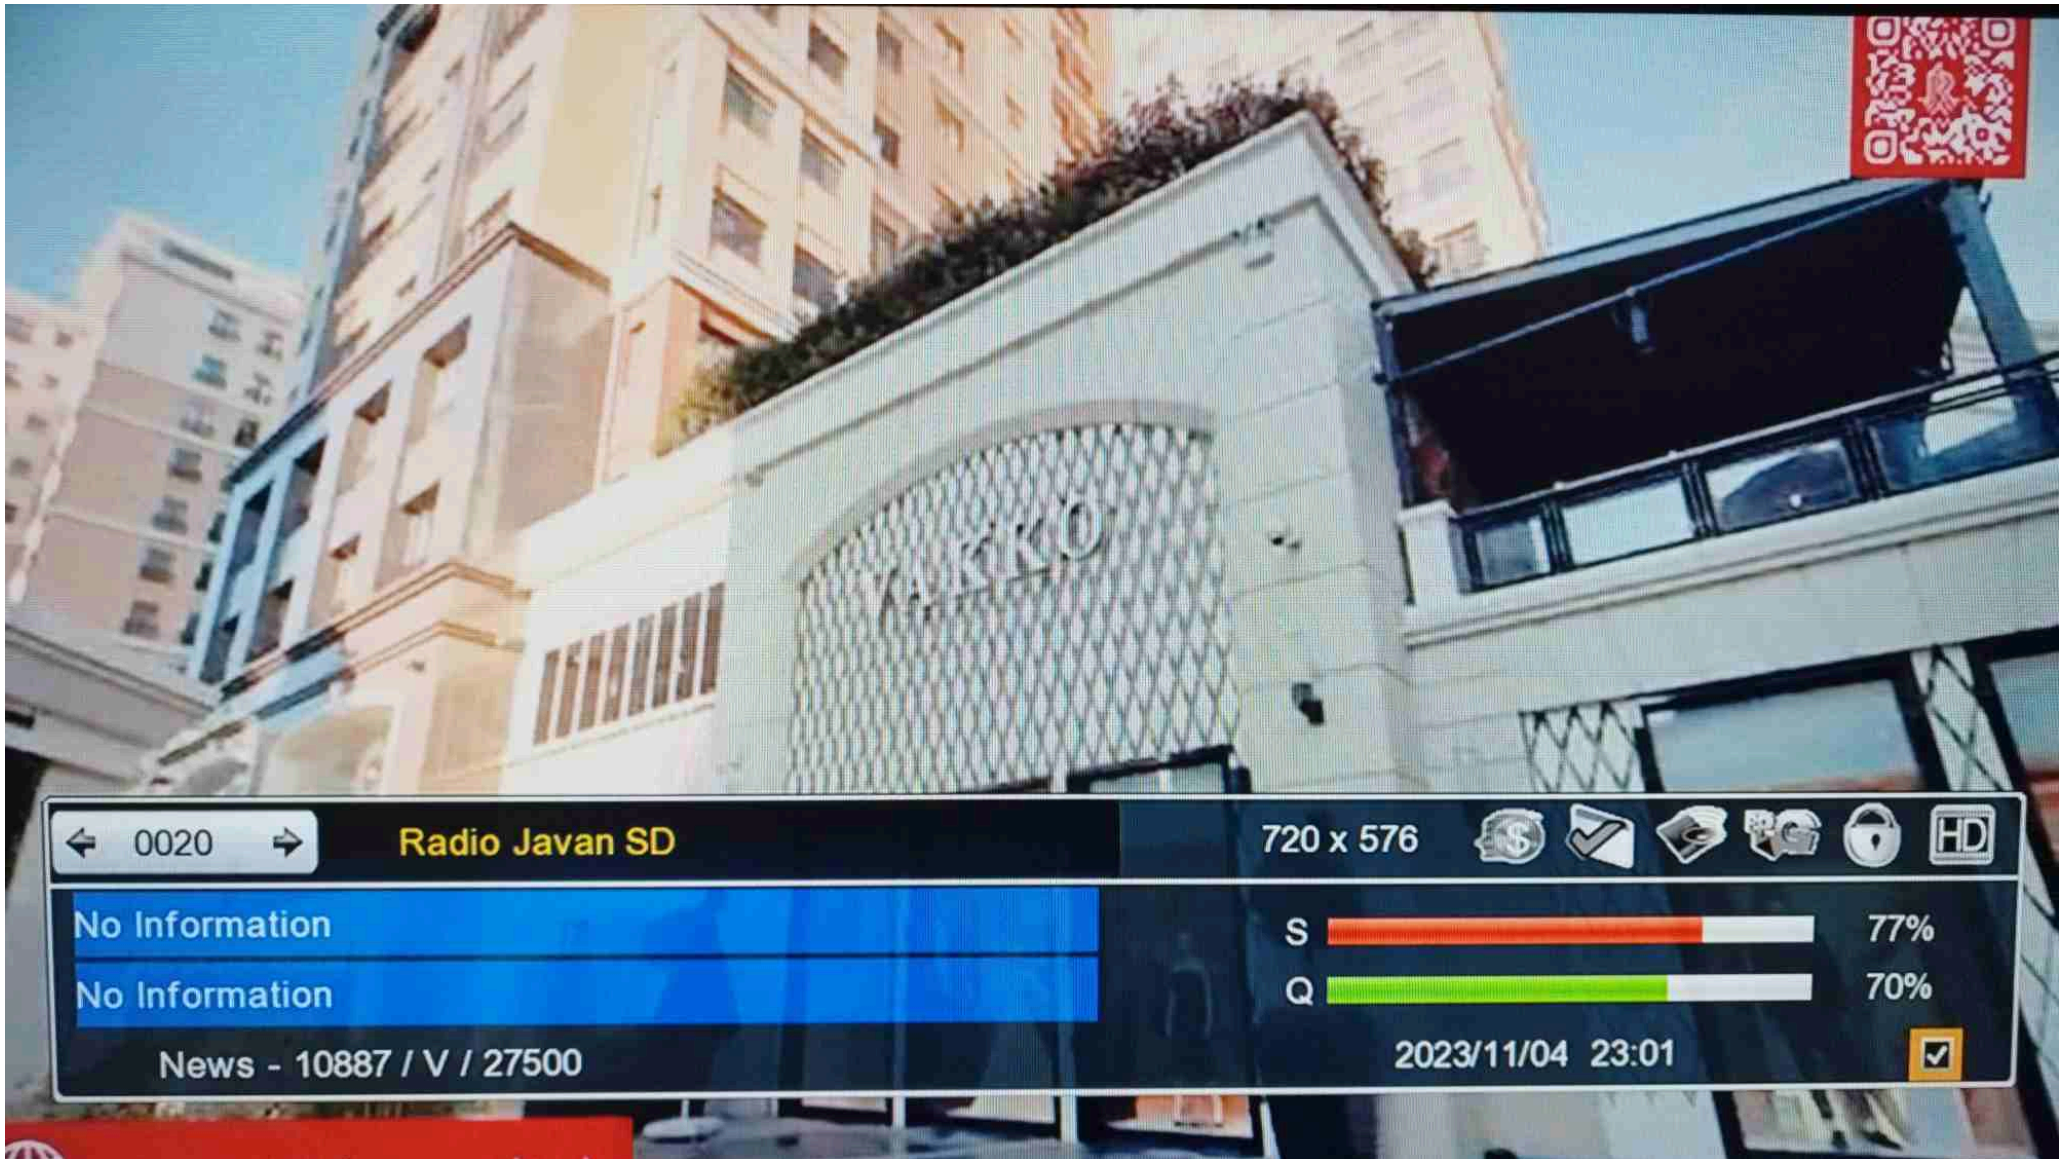 VAKKO
0020
Radio Javan SD
720 x 576
HD
No Information
S 77%
No Information
Q 70%
News - 10887 / V / 27500
2023/11/04 23:01